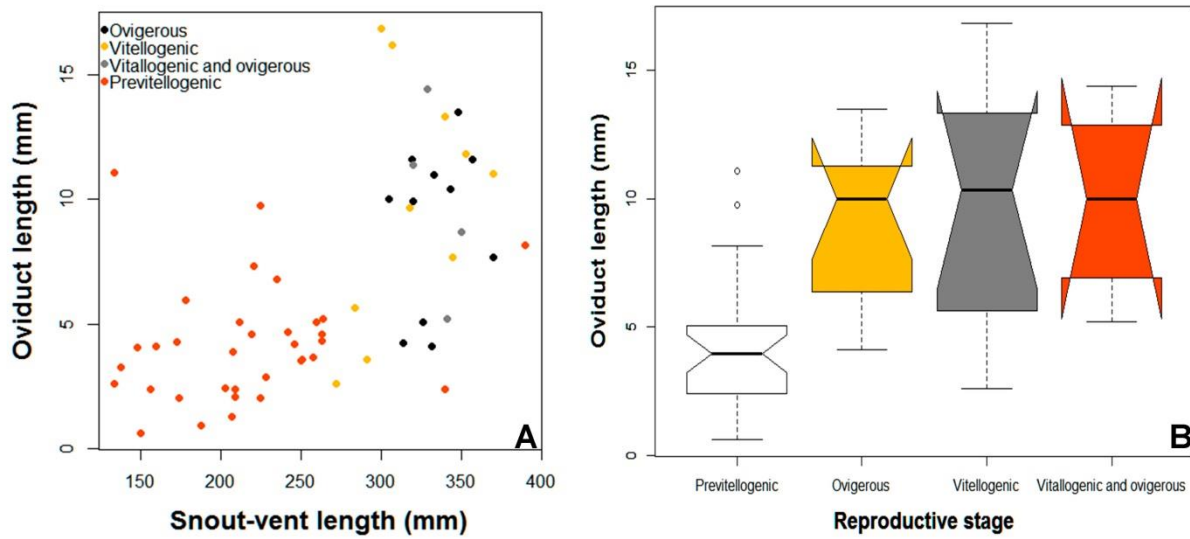 Ovigerous
Vitellogenic
Vitallogenic and ovigerous
Previtellogenic
Oviduct length (mm)
15
10
5
0
150 200 250 300 350 400
Snout-vent length (mm)
A
Oviduct length (mm)
15
10
5
0
B
Previtellogenic Ovigerous Vitellogenic Vitallogenic and ovigerous
Reproductive stage